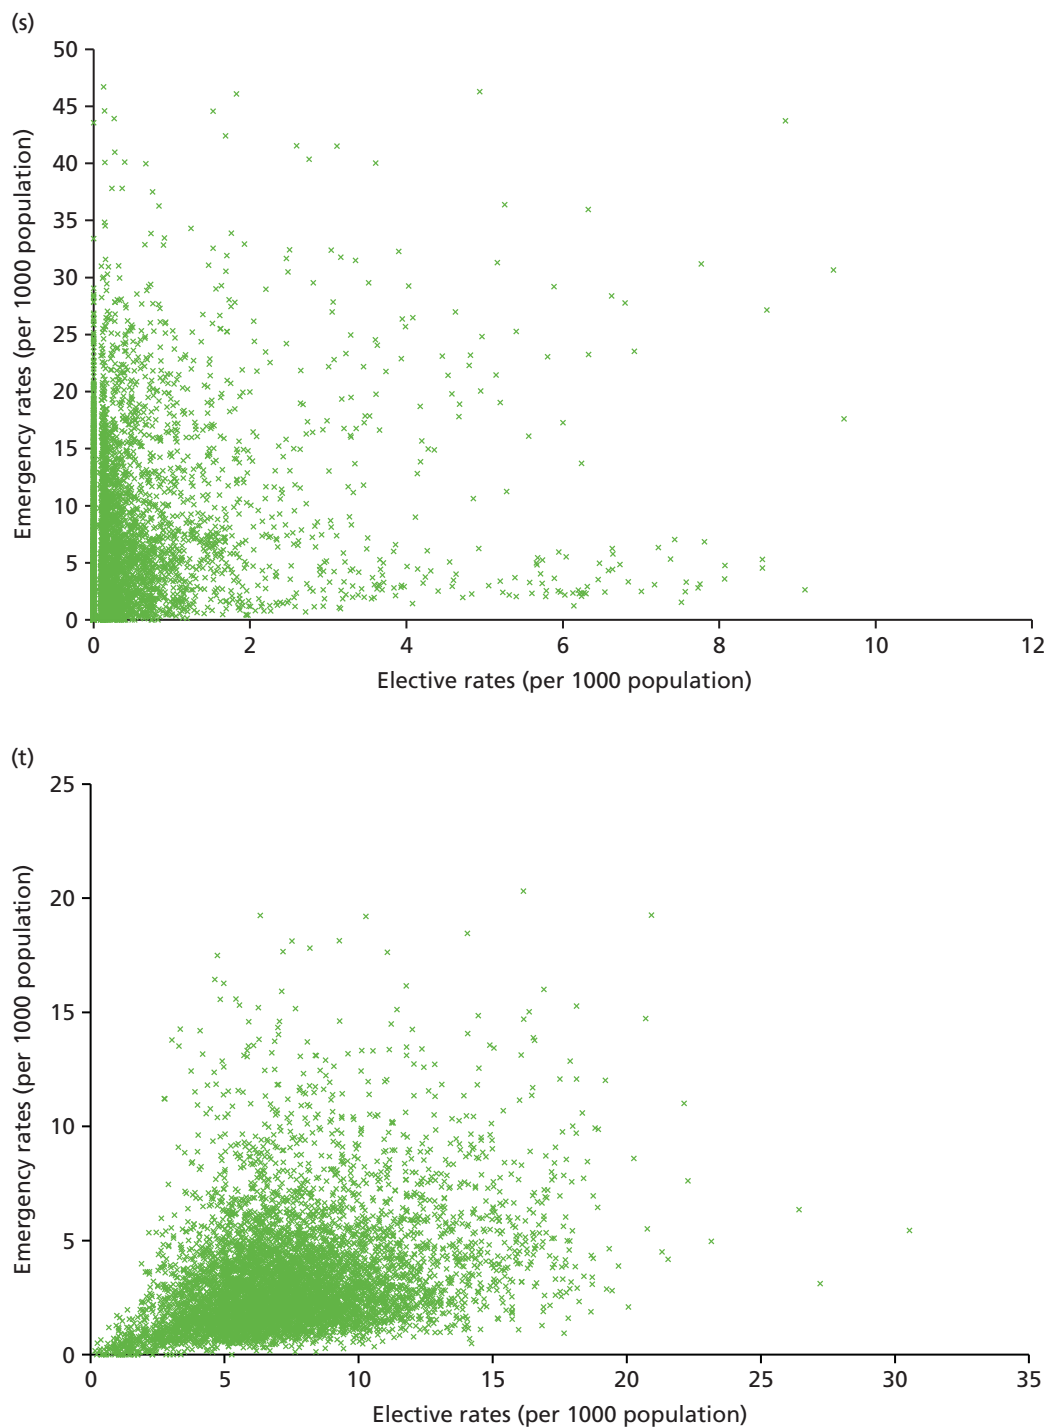 (s)
50
45
40
35
30
25
20
15
10
5
0
Emergency rates (per 1000 population)
0 2 4 6 8 10 12
Elective rates (per 1000 population)
(t)
25
20
15
10
5
0
Emergency rates (per 1000 population)
0 5 10 15 20 25 30 35
Elective rates (per 1000 population)